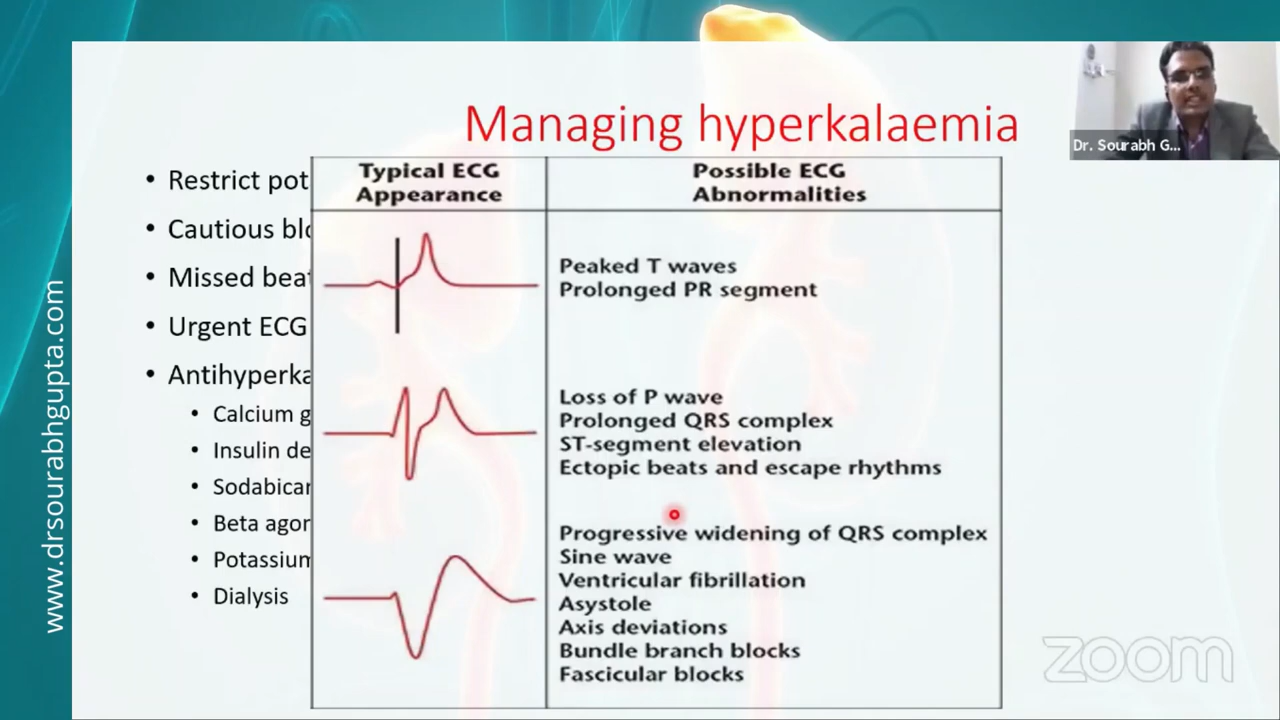 Managing hyperkalaemia
Dr. Sourabh G...
• Restrict pot
• Cautious blo
• Missed beat
• Urgent ECG
• Antihyperka
• Calcium g
• Insulin de
• Sodabicar
• Beta agon
• Potassium
• Dialysis
Typical ECG
Appearance
Possible ECG
Abnormalities
Peaked T waves
Prolonged PR segment
Loss of P wave
Prolonged QRS complex
ST-segment elevation
Ectopic beats and escape rhythms
Progressive widening of QRS complex
Sine wave
Ventricular fibrillation
Asystole
Axis deviations
Bundle branch blocks
Fascicular blocks
www.drsourabhgupta.com
zoom